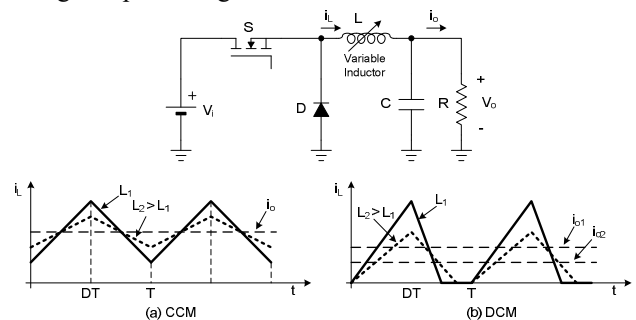 S
i_L
L
i_o
Variable
Inductor
+
V_i
D
C
R
+
V_o
-
i_L
L_1
L_2>L_1
i_o
DT
T
t
(a) CCM
i_L
L_2>L_1
L_1
i_o1
i_o2
DT
T
t
(b) DCM